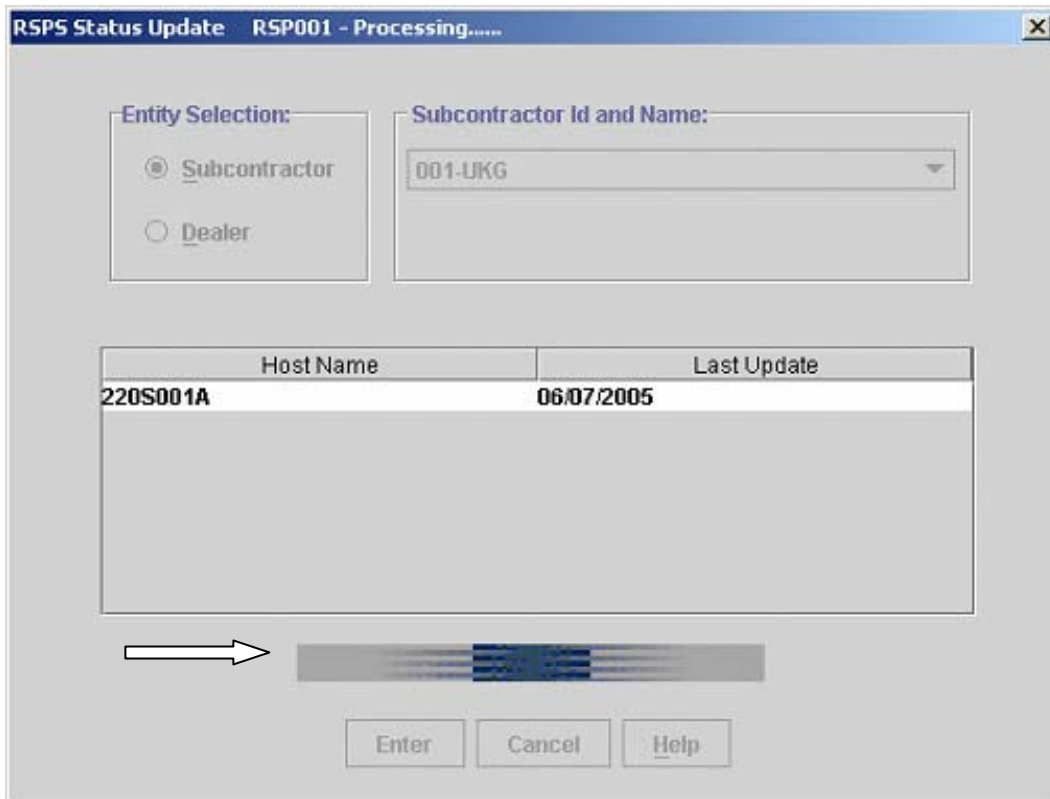 RSPS Status Update RSP001 - Processing......
Entity Selection:
Subcontractor
Dealer
Subcontractor Id and Name:
001-UKG
Host Name Last Update
220S001A 06/07/2005
Enter Cancel Help